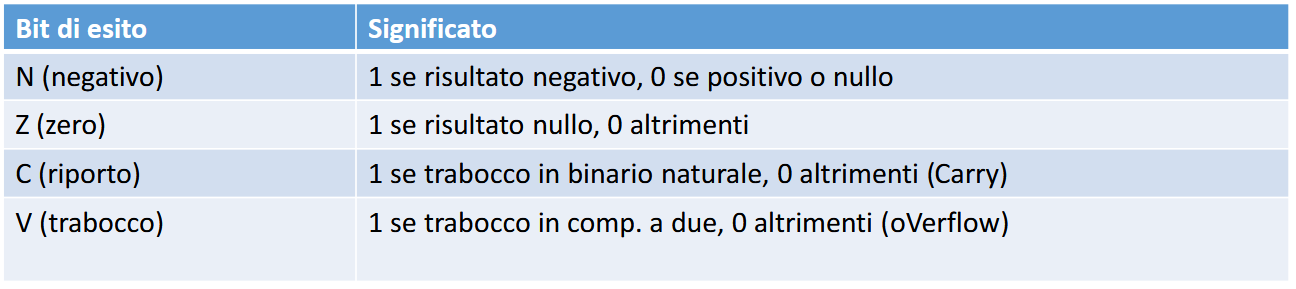 Bit di esito Significato
N (negativo) 1 se risultato negativo, 0 se positivo o nullo
Z (zero) 1 se risultato nullo, 0 altrimenti
C (riporto) 1 se trabocco in binario naturale, 0 altrimenti (Carry)
V (trabocco) 1 se trabocco in comp. a due, 0 altrimenti (oVerflow)